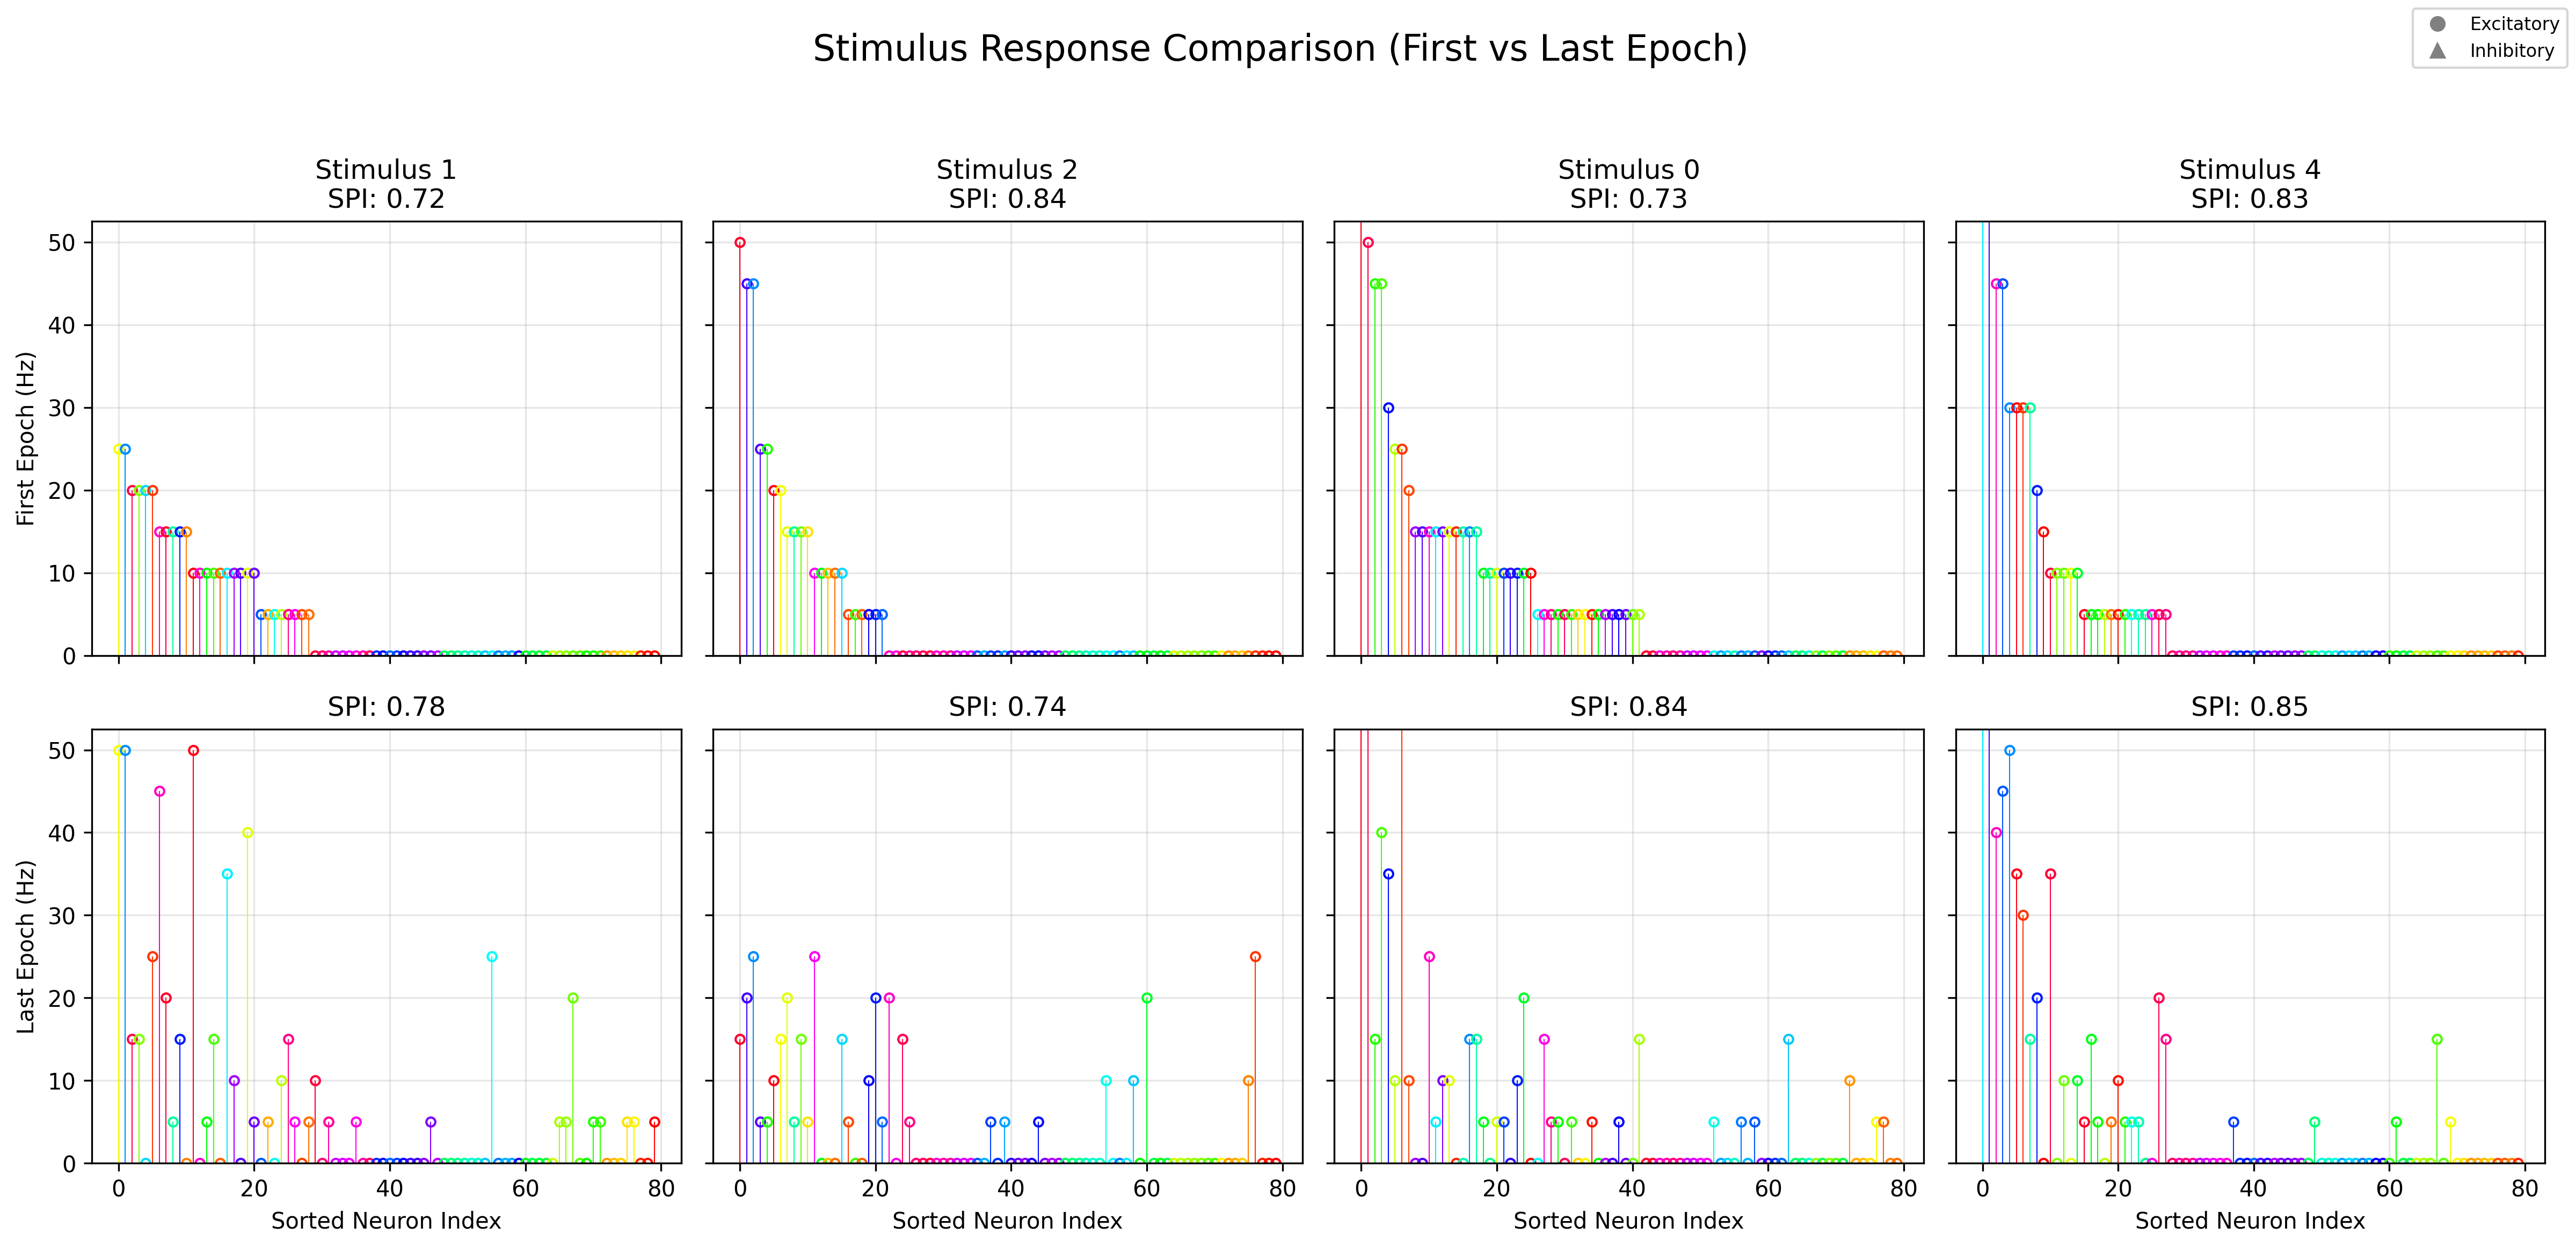 Stimulus Response Comparison (First vs Last Epoch)
Excitatory
Inhibitory
Stimulus 1
SPI: 0.72
Stimulus 2
SPI: 0.84
Stimulus 0
SPI: 0.73
Stimulus 4
SPI: 0.83
First Epoch (Hz)
50
40
30
20
10
0
SPI: 0.78
SPI: 0.74
SPI: 0.84
SPI: 0.85
Last Epoch (Hz)
50
40
30
20
10
0
0 20 40 60 80
0 20 40 60 80
0 20 40 60 80
0 20 40 60 80
Sorted Neuron Index
Sorted Neuron Index
Sorted Neuron Index
Sorted Neuron Index